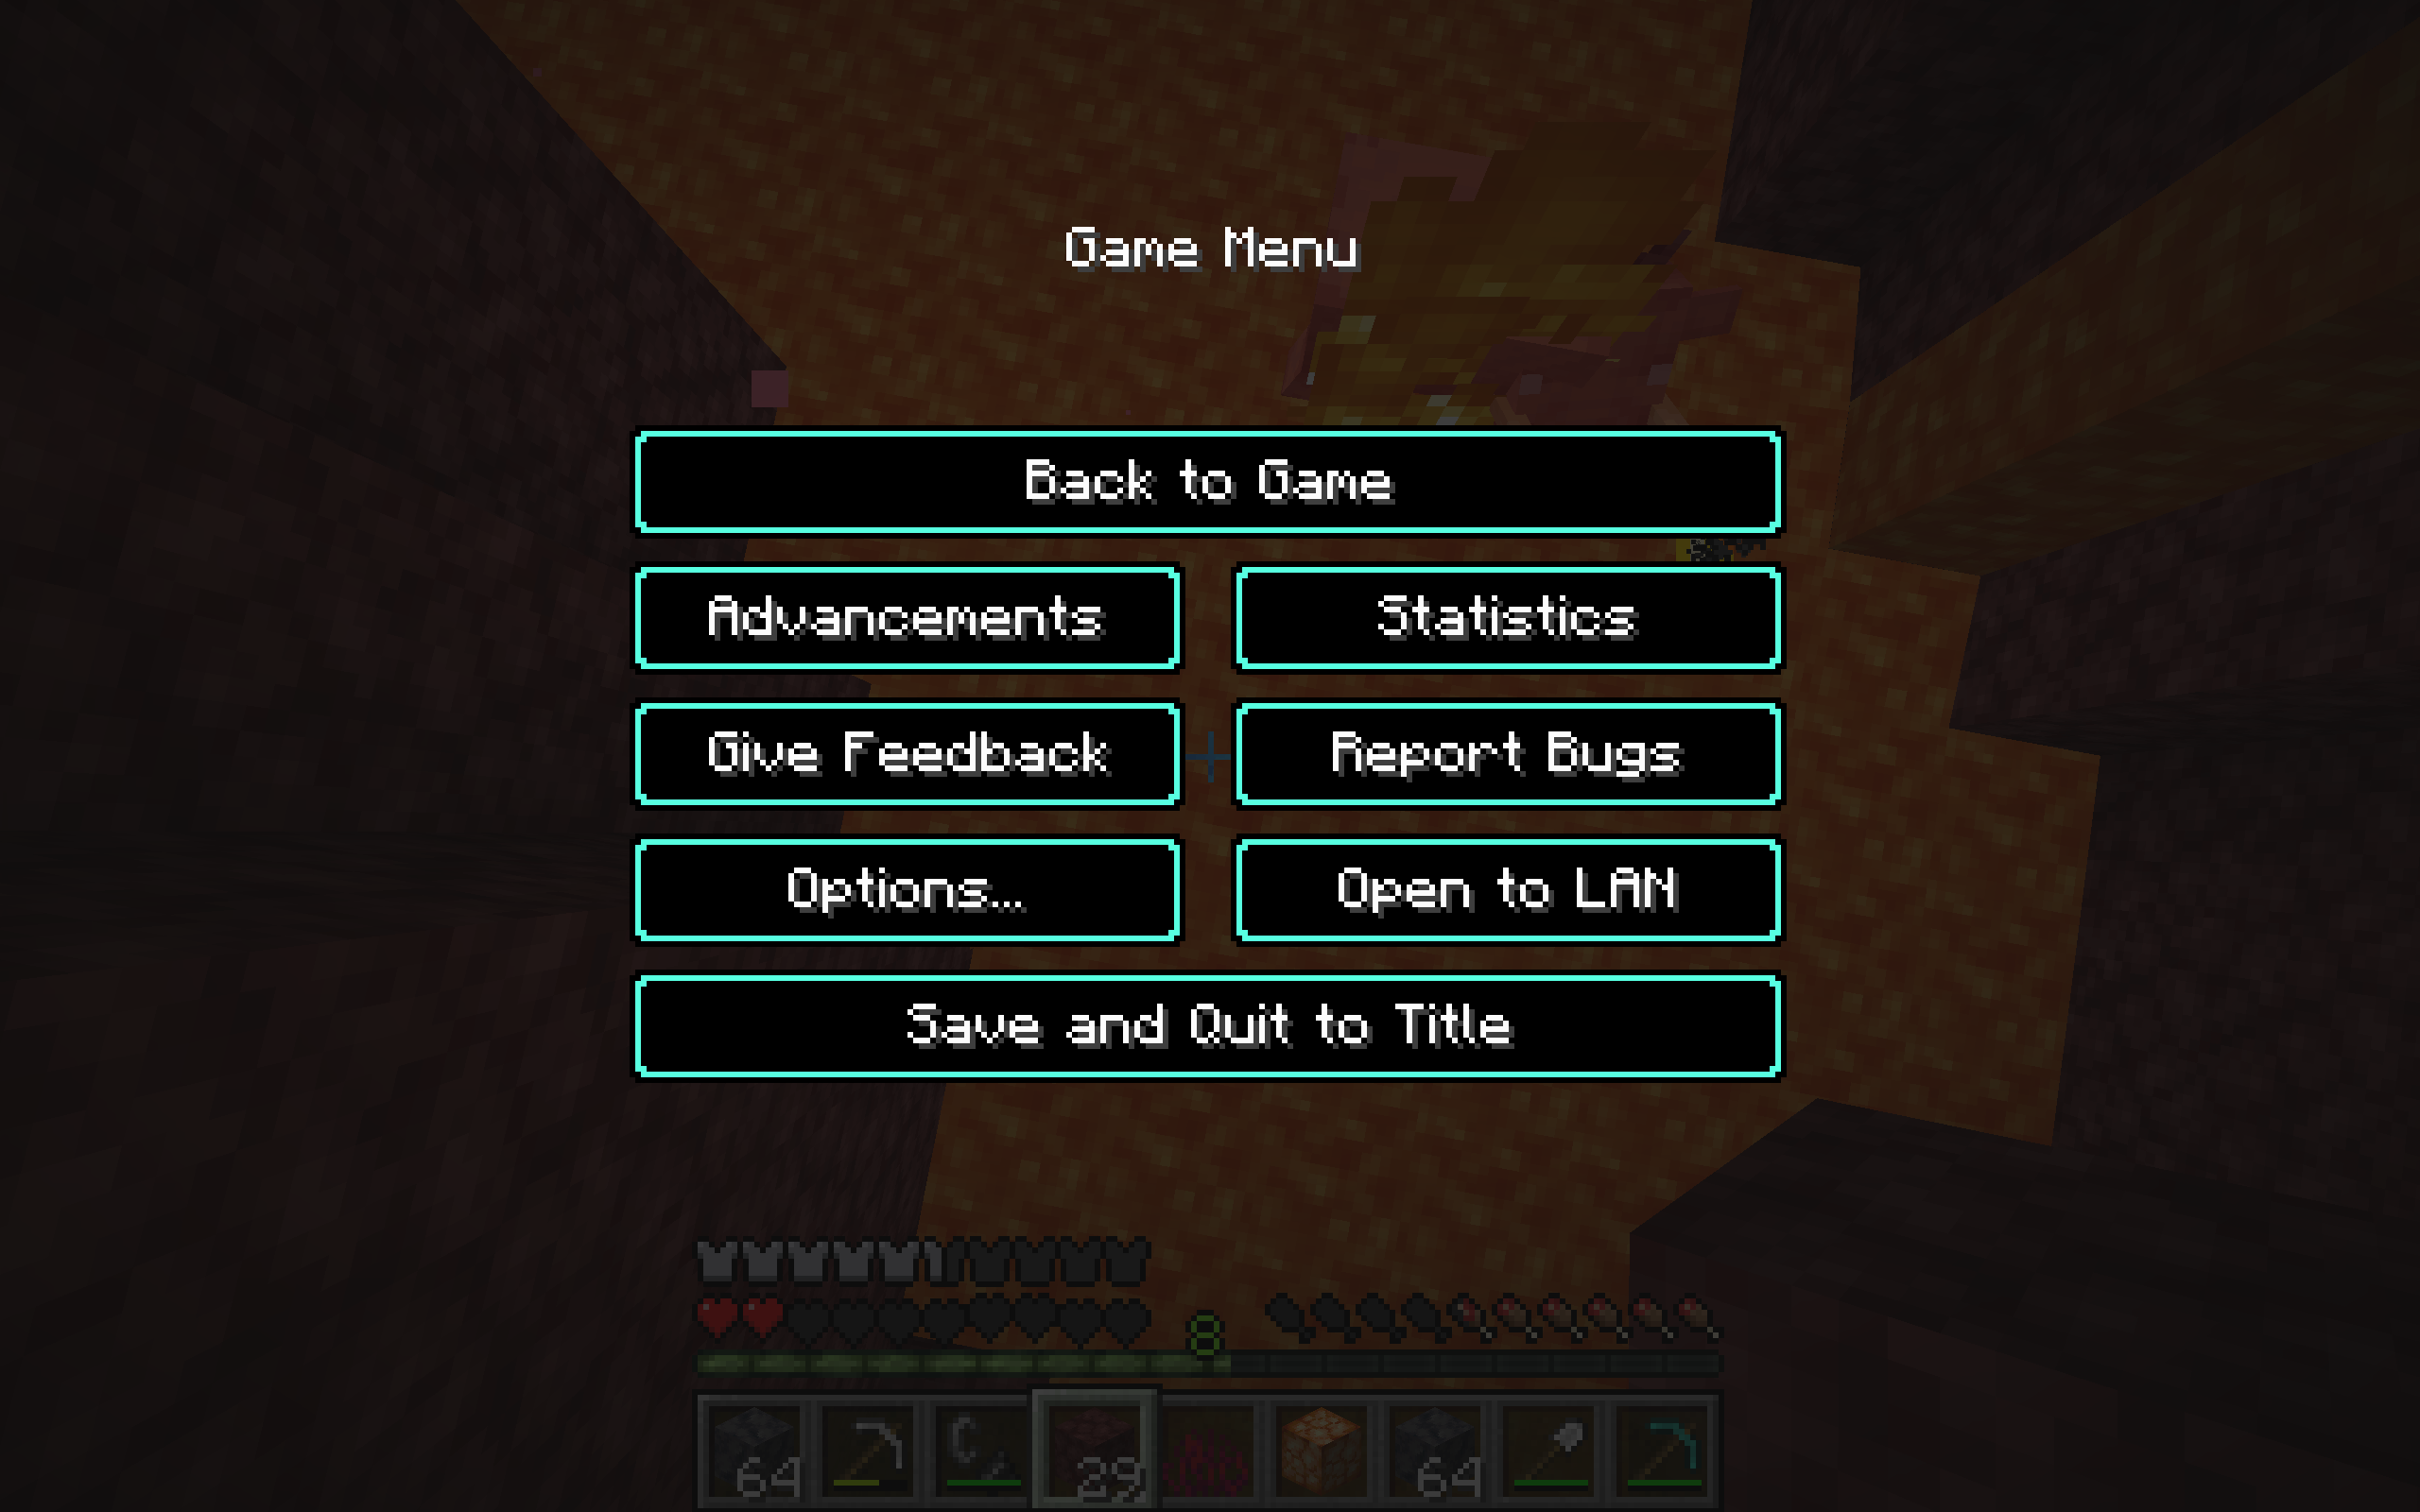 Game Menu
Back to Game
Advancements Statistics
Give Feedback Report Bugs
Options... Open to LAN
Save and Quit to Title
8
64 29 64